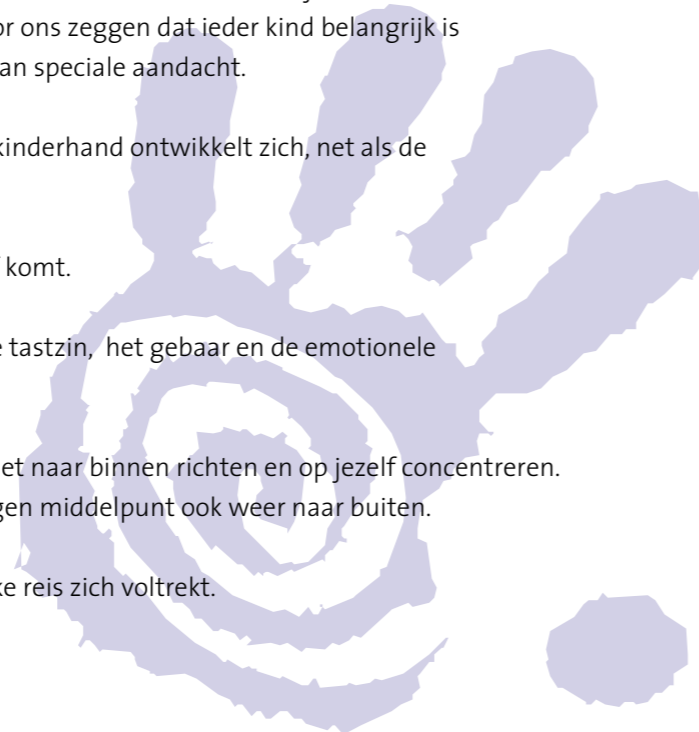 or ons zeggen dat ieder kind belangrijk is
an speciale aandacht.
kinderhand ontwikkelt zich, net als de
komt.
tastzin, het gebaar en de emotionele
et naar binnen richten en op jezelf concentreren.
gen middelpunt ook weer naar buiten.
ke reis zich voltrekt.